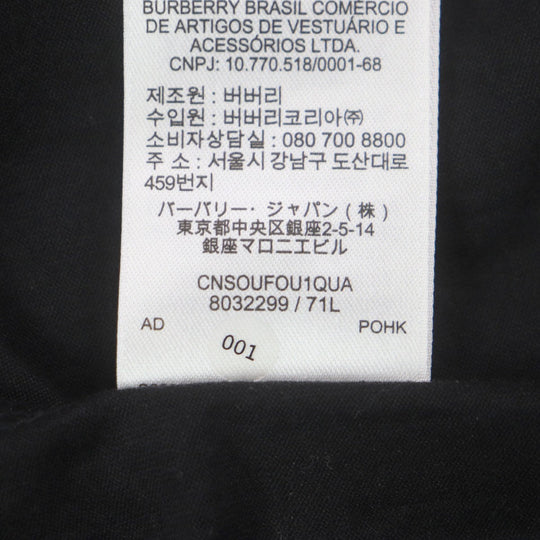 BURBERRY BRASIL COMÉRCIO
DE ARTIGOS DE VESTUÁRIO E
ACESSÓRIOS LTDA.
CNPJ: 10.770.518/0001-68
제조원 : 버버리
수입원 : 버버리코리아㈜
소비자상담실 : 080 700 8800
주 소 : 서울시 강남구 도산대로
459번지
バーバリー・ジャパン ( 株 )
東京都中央区銀座2-5-14
銀座マロニエビル
CNSOUFOU1QUA
8032299 / 71L
AD POHK
001